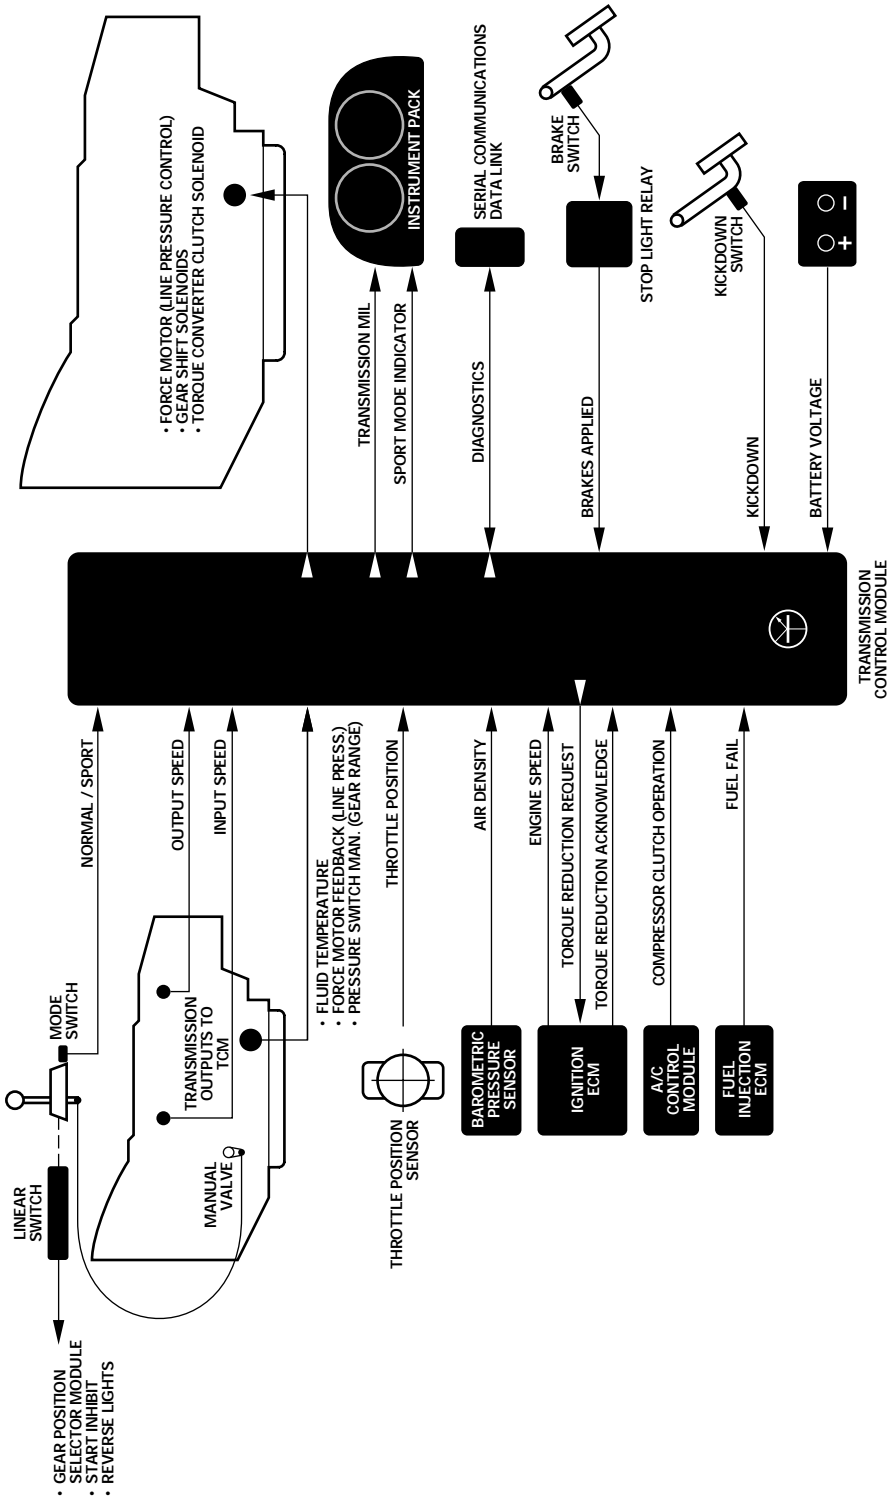 • GEAR POSITION
SELECTOR MODULE
• START INHIBIT
• REVERSE LIGHTS
LINEAR
SWITCH
MODE
SWITCH
NORMAL / SPORT
MANUAL
VALVE
TRANSMISSION
OUTPUTS TO
TCM
OUTPUT SPEED
INPUT SPEED
• FLUID TEMPERATURE
• FORCE MOTOR FEEDBACK (LINE PRESS.)
• PRESSURE SWITCH MAN. (GEAR RANGE)
THROTTLE POSITION
SENSOR
THROTTLE POSITION
BAROMETRIC
PRESSURE
SENSOR
AIR DENSITY
IGNITION
ECM
ENGINE SPEED
TORQUE REDUCTION REQUEST
TORQUE REDUCTION ACKNOWLEDGE
A/C
CONTROL
MODULE
COMPRESSOR CLUTCH OPERATION
FUEL
INJECTION
ECM
FUEL FAIL
TRANSMISSION
CONTROL MODULE
• FORCE MOTOR (LINE PRESSURE CONTROL)
• GEAR SHIFT SOLENOIDS
• TORQUE CONVERTER CLUTCH SOLENOID
TRANSMISSION MIL
SPORT MODE INDICATOR
INSTRUMENT PACK
DIAGNOSTICS
SERIAL COMMUNICATIONS
DATA LINK
BRAKES APPLIED
STOP LIGHT RELAY
BRAKE
SWITCH
KICKDOWN
KICKDOWN
SWITCH
BATTERY VOLTAGE
+ –